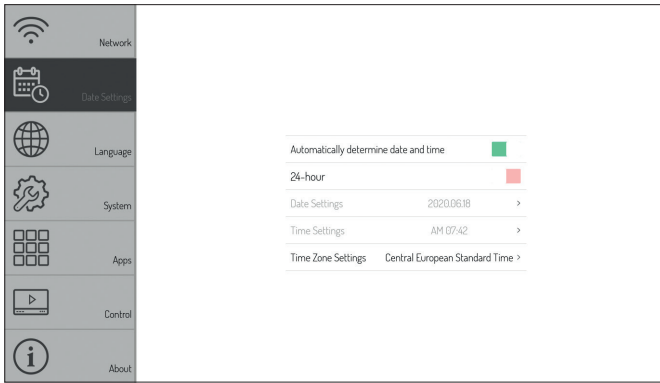 Network
Date Settings
Language
System
Apps
Control
About
Automatically determine date and time
24-hour
Date Settings 2020.06.18 >
Time Settings AM 07:42 >
Time Zone Settings Central European Standard Time >